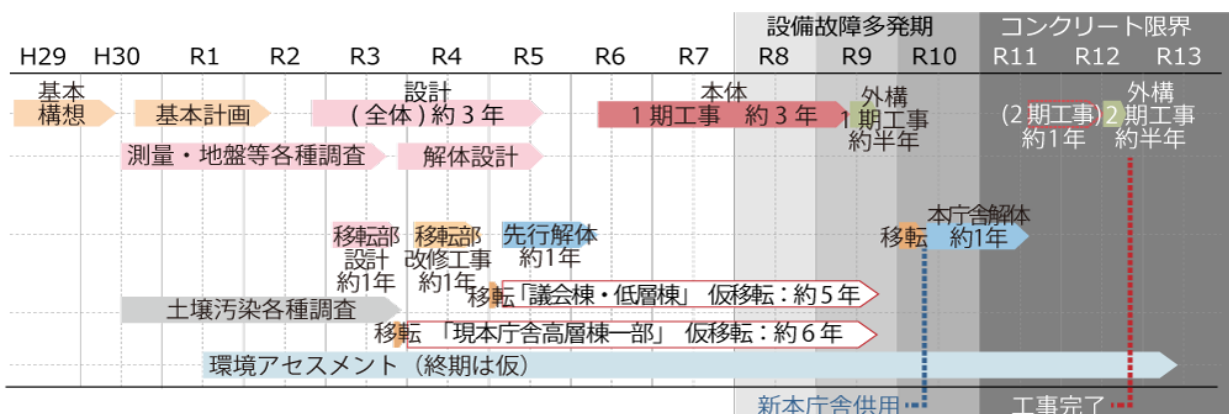 設備故障多発期 コンクリート限界
H29 H30 R1 R2 R3 R4 R5 R6 R7 R8 R9 R10 R11 R12 R13
基本
構想
基本計画
設計
(全体)約3年
本体
1期工事 約3年
外構
1期工事
約半年
(2期工事)
約1年
外構
2期工事
約半年
測量・地盤等各種調査
解体設計
移転部
設計
約1年
移転部
改修工事
約1年
先行解体
約1年
移転
本庁舎解体
約1年
移転 「議会棟・低層棟」 仮移転：約5年
土壌汚染各種調査
移転 「現本庁舎高層棟一部」 仮移転：約6年
環境アセスメント (終期は仮)
新本庁舎供用
工事完了